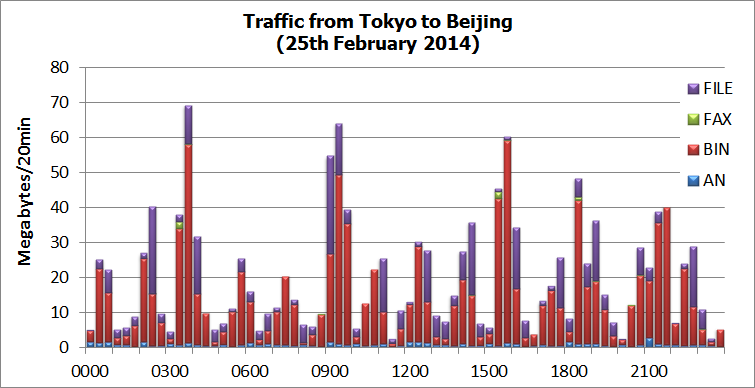 Traffic from Tokyo to Beijing
(25th February 2014)
Megabytes/20min
80
70
60
50
40
30
20
10
0
FILE
FAX
BIN
AN
0000 0300 0600 0900 1200 1500 1800 2100